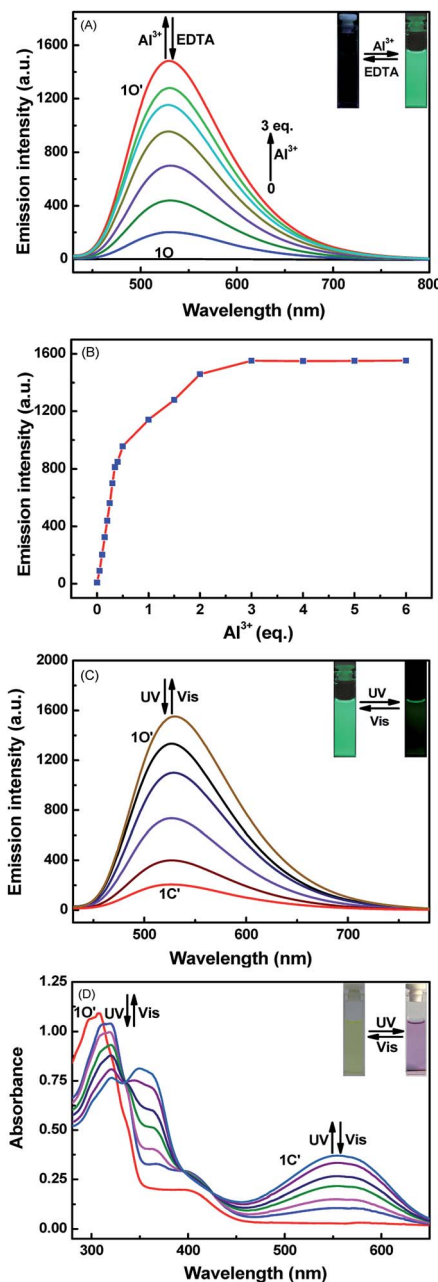 (A)
Al³⁺ EDTA
Al³⁺
EDTA
1O'
3 eq.
Al³⁺
0
1O
1600
1200
800
400
0
Emission intensity (a.u.)
500 600 700 800
Wavelength (nm)
(B)
1600
1200
800
400
0
Emission intensity (a.u.)
0 1 2 3 4 5 6
Al³⁺ (eq.)
(C)
UV Vis
UV
Vis
1O'
1C'
2000
1600
1200
800
400
0
Emission intensity (a.u.)
500 600 700
Wavelength (nm)
(D)
1O' UV Vis
UV
Vis
UV Vis
1C'
1.25
1.00
0.75
0.50
0.25
0.00
Absorbance
300 400 500 600
Wavelength (nm)